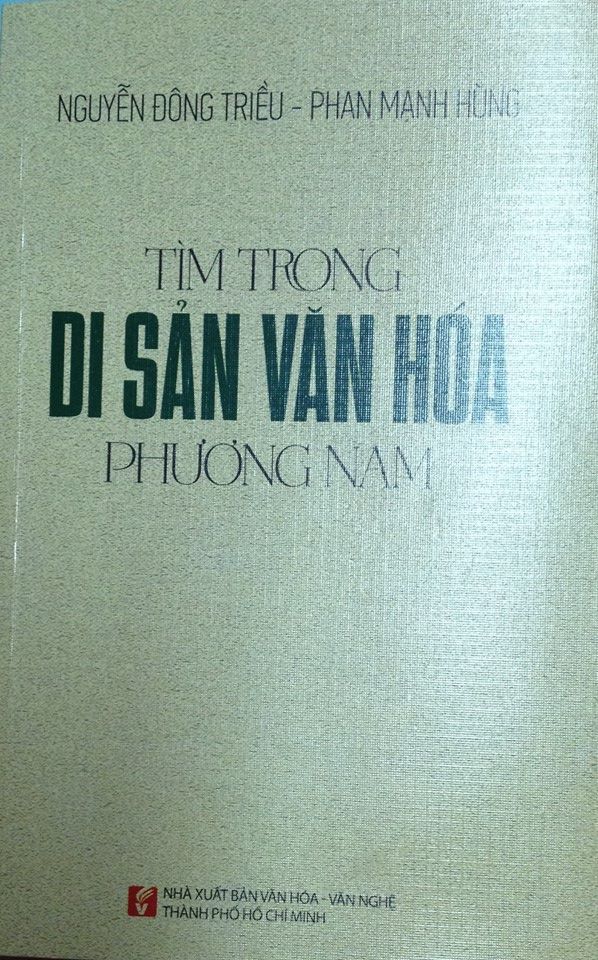 NGUYỄN ĐÔNG TRIỀU - PHAN MẠNH HÙNG
TÌM TRONG
DI SẢN VĂN HÓA
PHƯƠNG NAM
NHÀ XUẤT BẢN VĂN HÓA - VĂN NGHỆ
THÀNH PHỐ HỒ CHÍ MINH